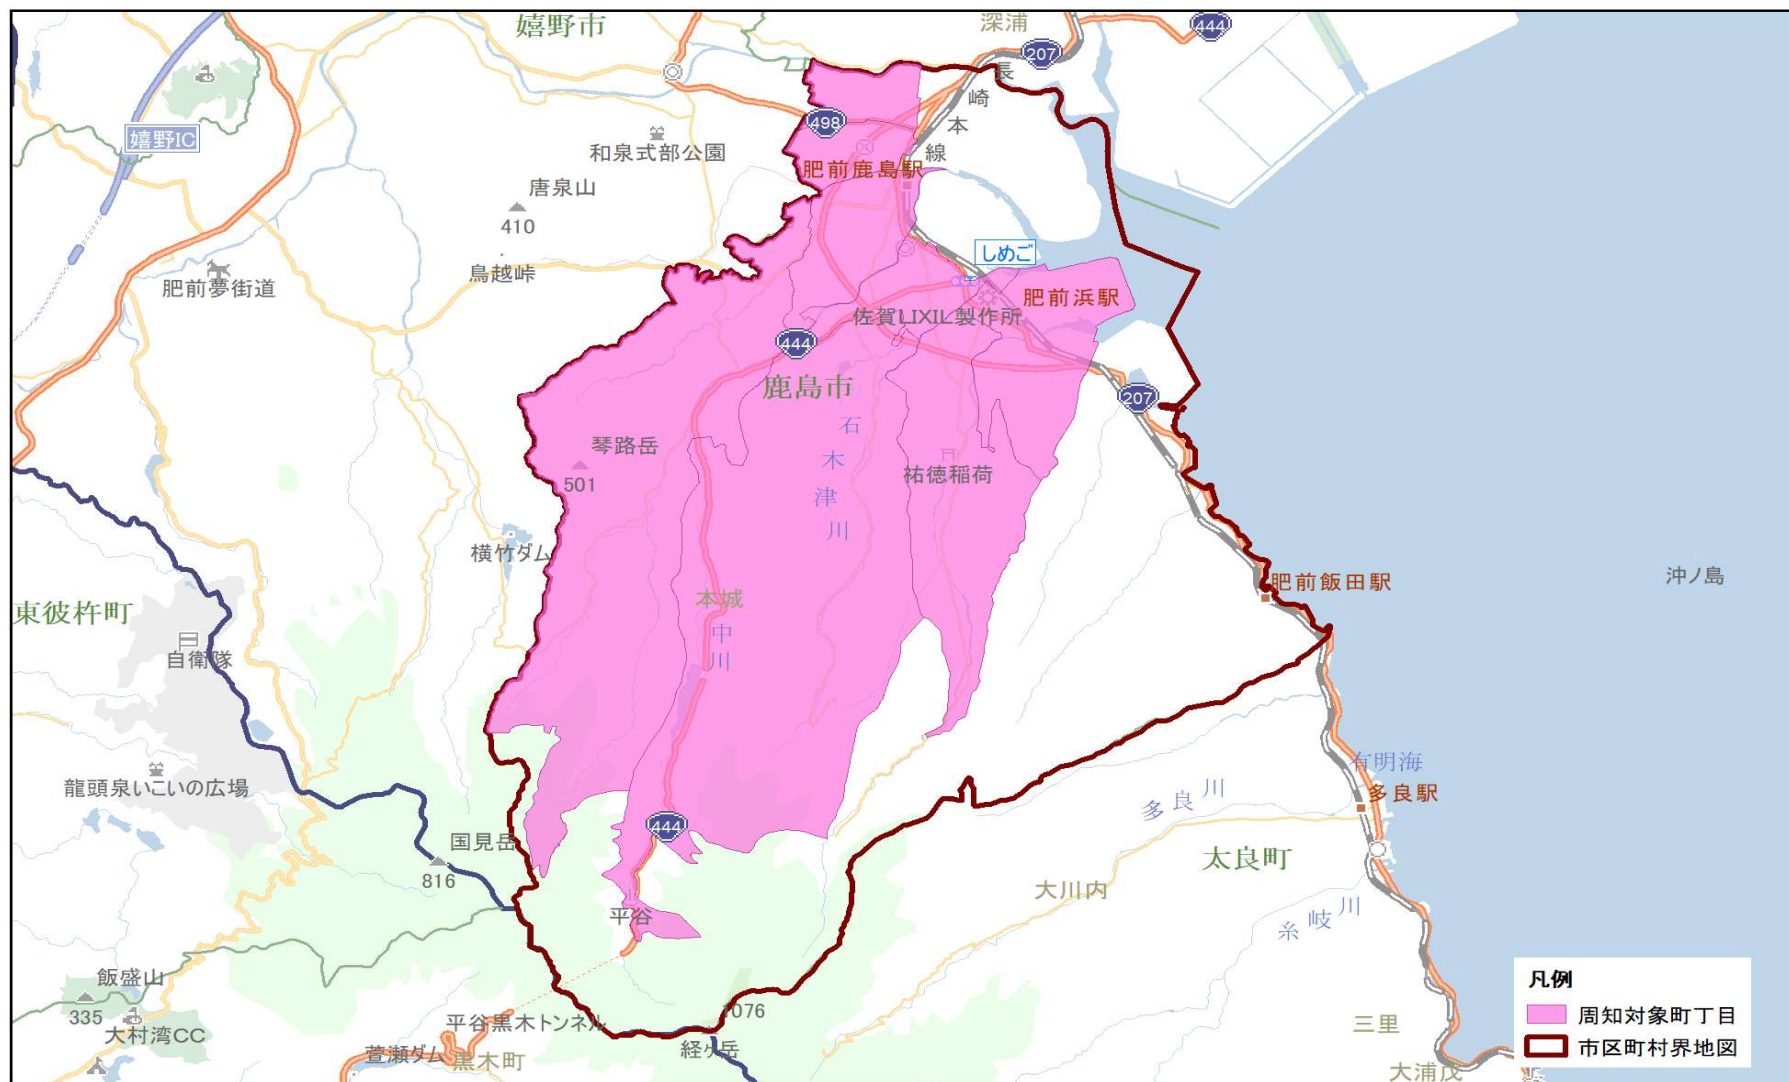 嬉野市
深浦
444
207
長崎本線
嬉野IC
498
和泉式部公園
肥前鹿島駅
唐泉山
410
しめご
鳥越峠
肥前夢街道
肥前浜駅
佐賀LIXIL製作所
444
鹿島市
207
石木津川
琴路岳
501
祐徳稲荷
横竹ダム
沖ノ島
肥前飯田駅
本城
中川
東彼杵町
自衛隊
有明海
龍頭泉いこいの広場
多良川
多良駅
444
国見岳
816
太良町
大川内
糸岐川
平谷
飯盛山
335
大村湾CC
平谷黒木トンネル
1076
経ヶ岳
萱瀬ダム
黒木町
三里
大浦茂
凡例
周知対象町丁目
市区町村界地図